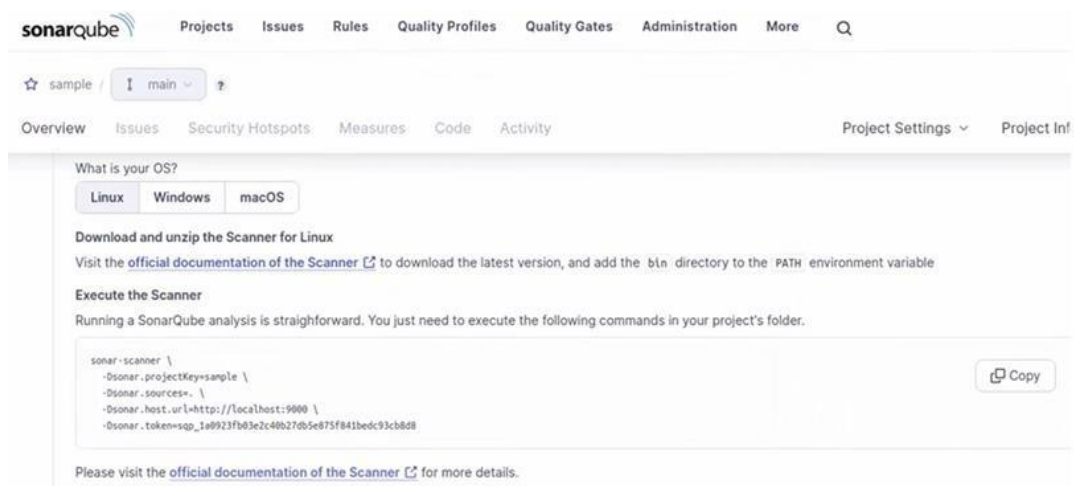 sonarqube Projects Issues Rules Quality Profiles Quality Gates Administration More
sample / main ?
Overview Issues Security Hotspots Measures Code Activity Project Settings Project Inf
What is your OS?
Linux Windows macOS
Download and unzip the Scanner for Linux
Visit the official documentation of the Scanner to download the latest version, and add the bin directory to the PATH environment variable
Execute the Scanner
Running a SonarQube analysis is straighforward. You just need to execute the following commands in your project's folder.
sonar-scanner \
-Dsonar.projectKey=sample \
-Dsonar.sources=. \
-Dsonar.host.url=http://localhost:9000 \
-Dsonar.token=sqp_1a0923fb03e2c40b27db5e875f841bedc93cb8d8
Copy
Please visit the official documentation of the Scanner for more details.